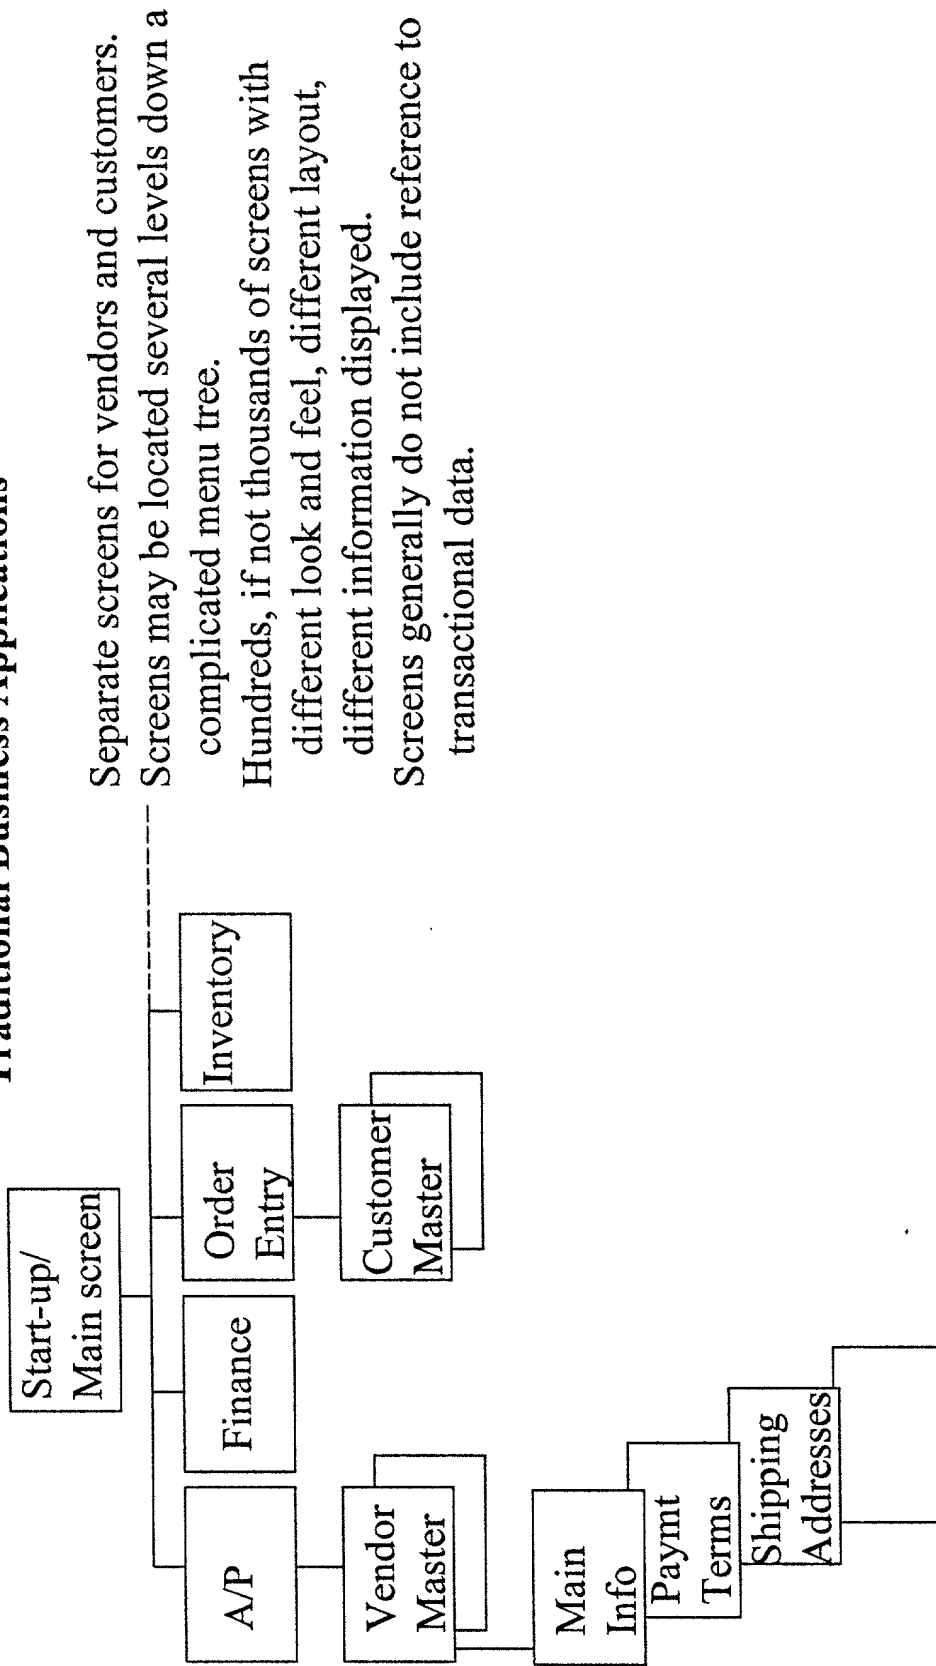 Traditional Business Applications
Start-up/
Main screen
A/P
Finance
Order
Entry
Inventory
Vendor
Master
Customer
Master
Main
Info
Paymt
Terms
Shipping
Addresses
Separate screens for vendors and customers.
Screens may be located several levels down a
complicated menu tree.
Hundreds, if not thousands of screens with
different look and feel, different layout,
different information displayed.
Screens generally do not include reference to
transactional data.